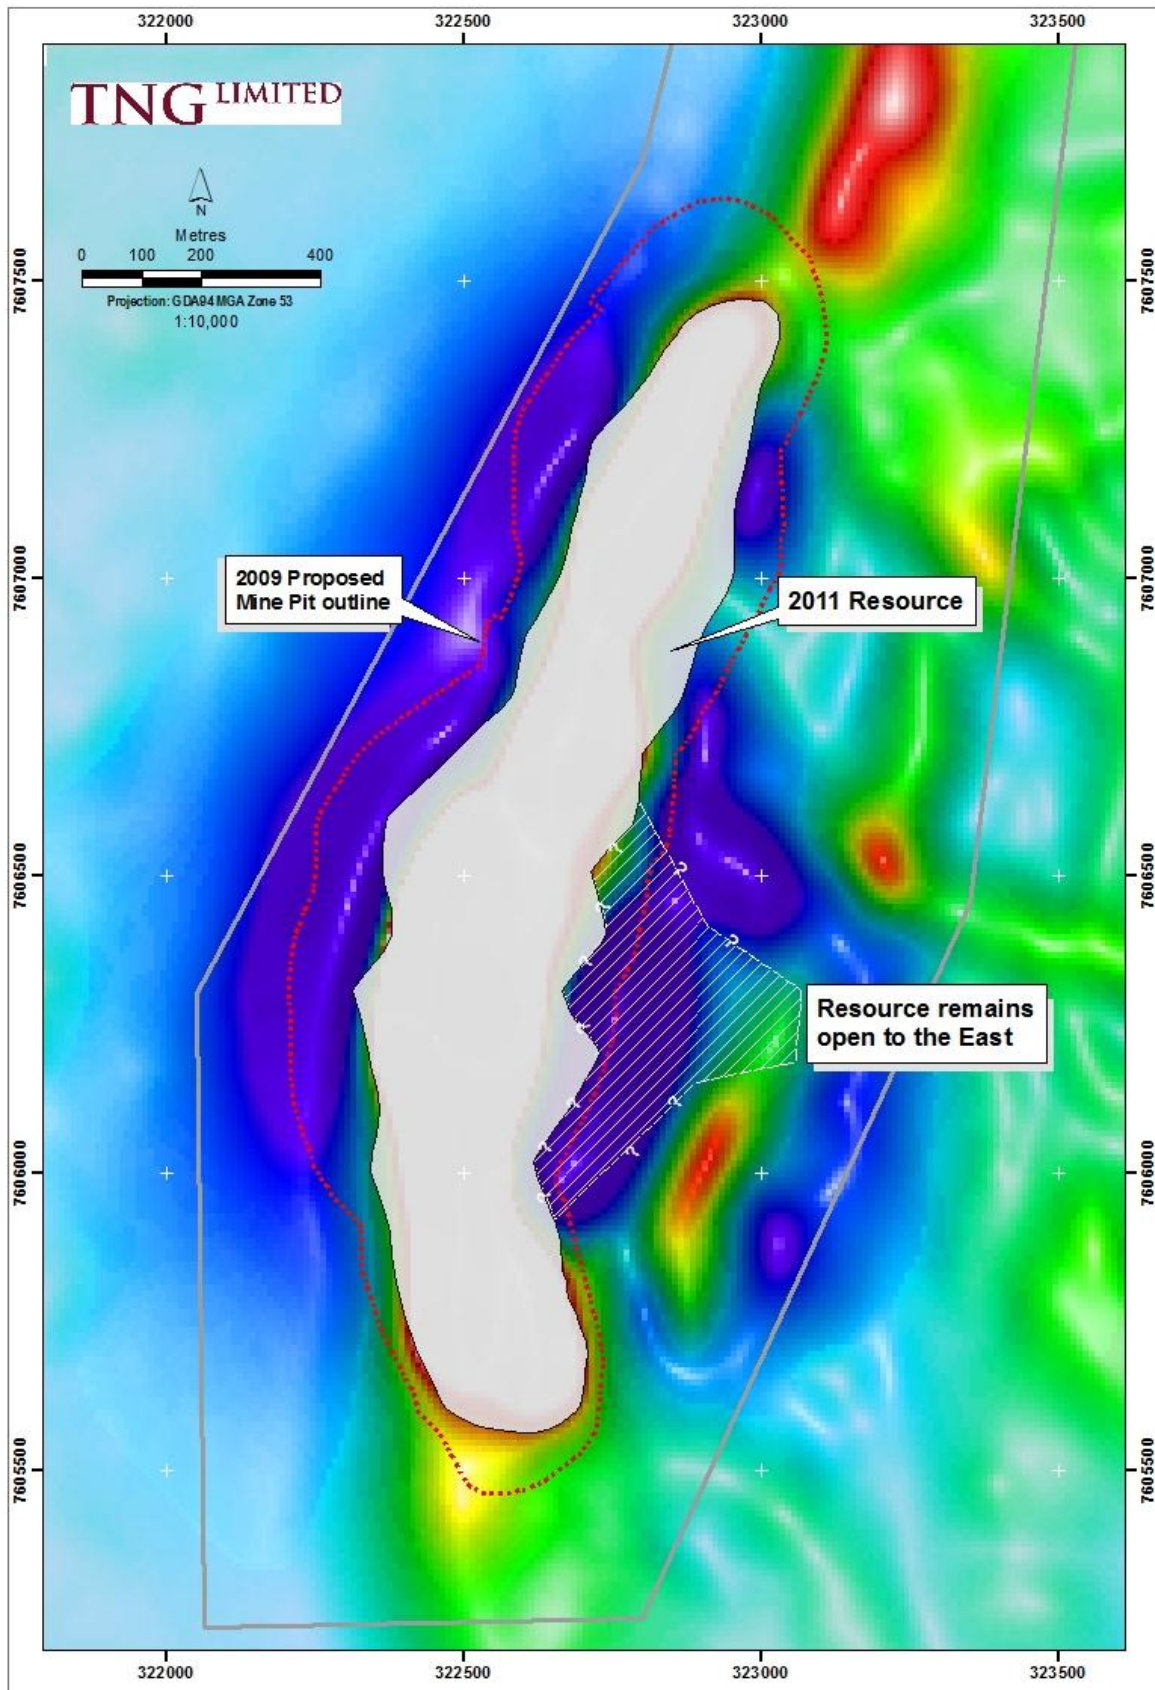 322000 322500 323000 323500
TNG LIMITED
N
Metres
0 100 200 400
Projection: GDA94 MGA Zone 53
1:10,000
7607500 7607500
2009 Proposed
Mine Pit outline
7607000 7607000
2011 Resource
7606500 7606500
? ?
? ?
?
?
Resource remains
open to the East
? ?
? ?
?
7606000 7606000
7605500 7605500
322000 322500 323000 323500